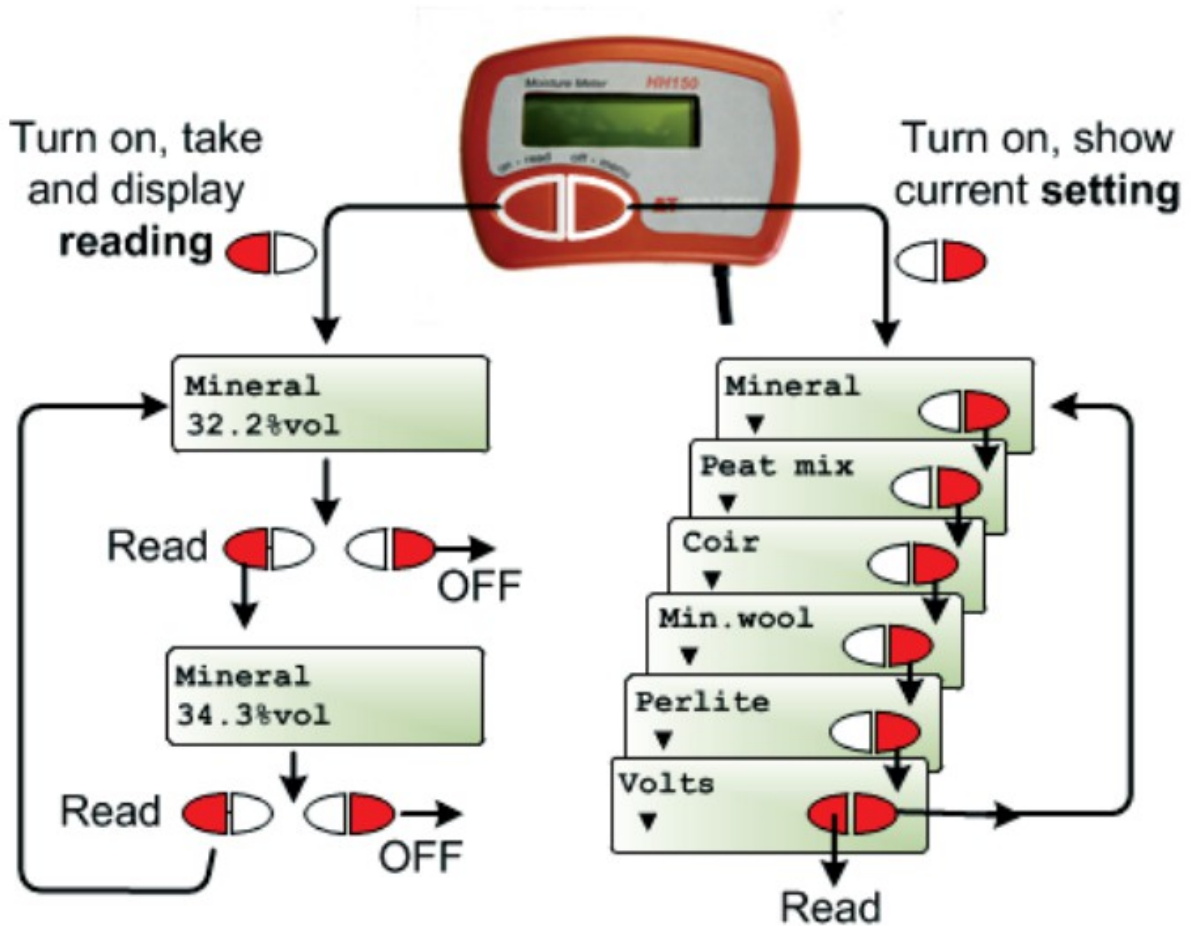 Moisture Meter HH150
on - read off - menu
ΔT
Turn on, take
and display
reading
Turn on, show
current setting
Mineral
32.2%vol
Read
OFF
Mineral
34.3%vol
Read
OFF
Mineral
Peat mix
Coir
Min.wool
Perlite
Volts
Read